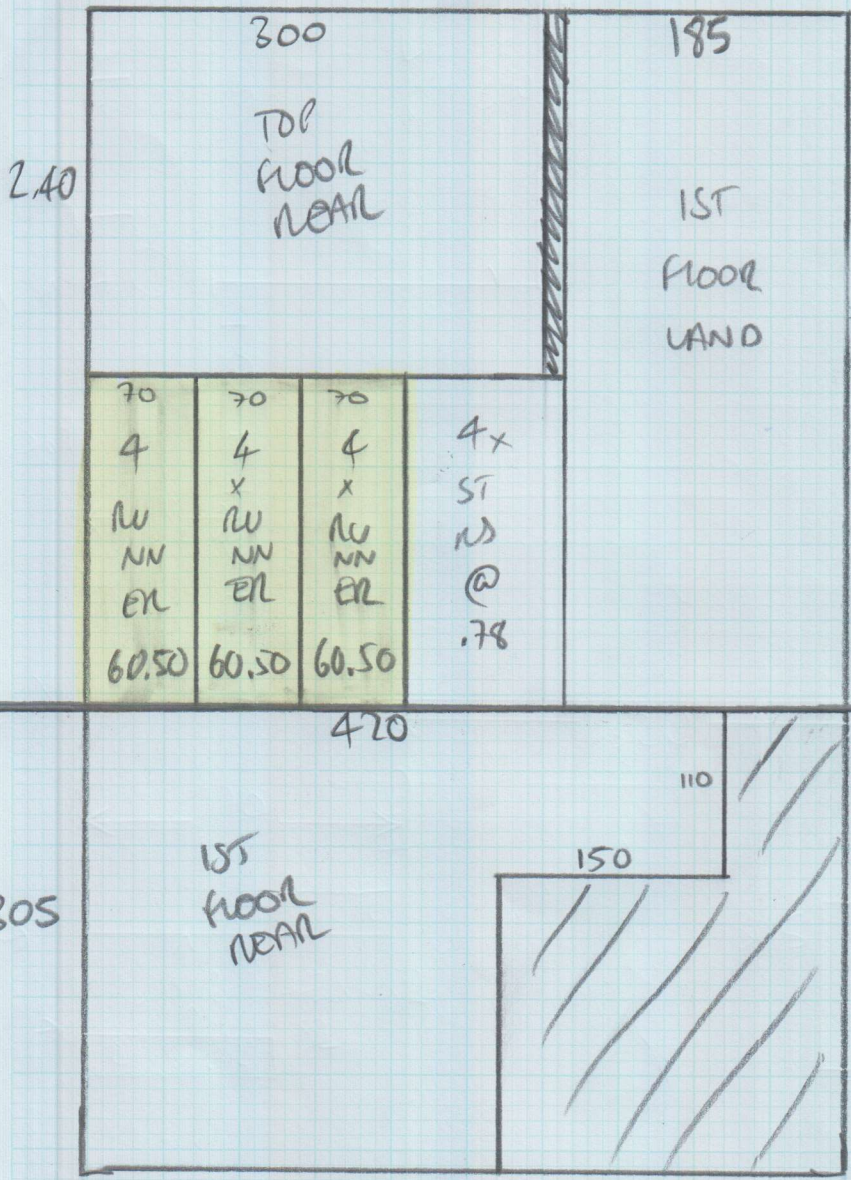 300
185
TOP
FLOOR
REAR
2.40
1ST
FLOOR
LAND
70
4
RU
NN
ER
60.50
70
4
x
RU
NN
ER
60.50
70
4
x
RU
NN
ER
60.50
4x
ST
RS
@
.78
420
110
150
1ST
FLOOR
REAR
305